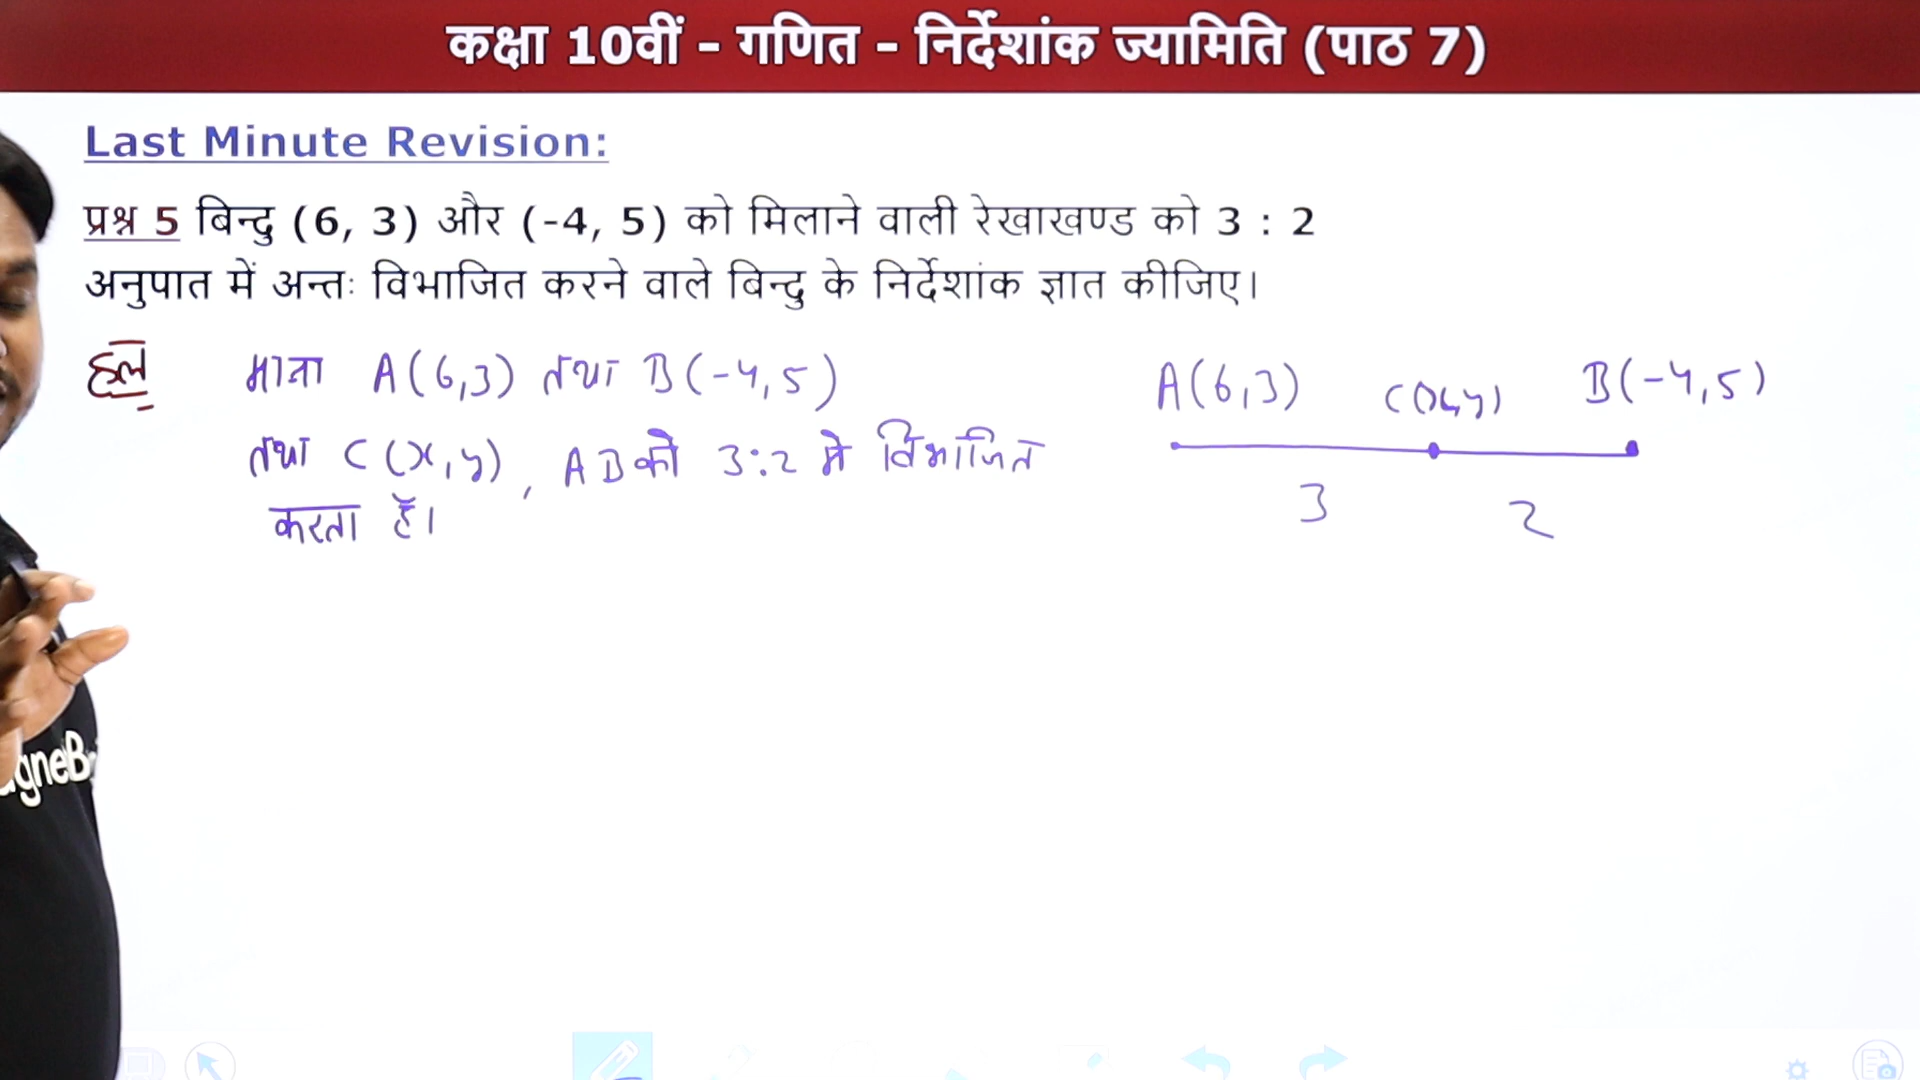 कक्षा 10वीं – गणित – निर्देशांक ज्यामिति (पाठ 7)
Last Minute Revision:
प्रश्न 5 बिन्दु (6, 3) और (-4, 5) को मिलाने वाली रेखाखण्ड को 3 : 2
अनुपात में अन्तः विभाजित करने वाले बिन्दु के निर्देशांक ज्ञात कीजिए।
हल माना A(6,3) तथा B(-4,5)
तथा C(x,y), AB को 3:2 में विभाजित
करता है।
A(6,3) C(x,y) B(-4,5)
3 2
gneB